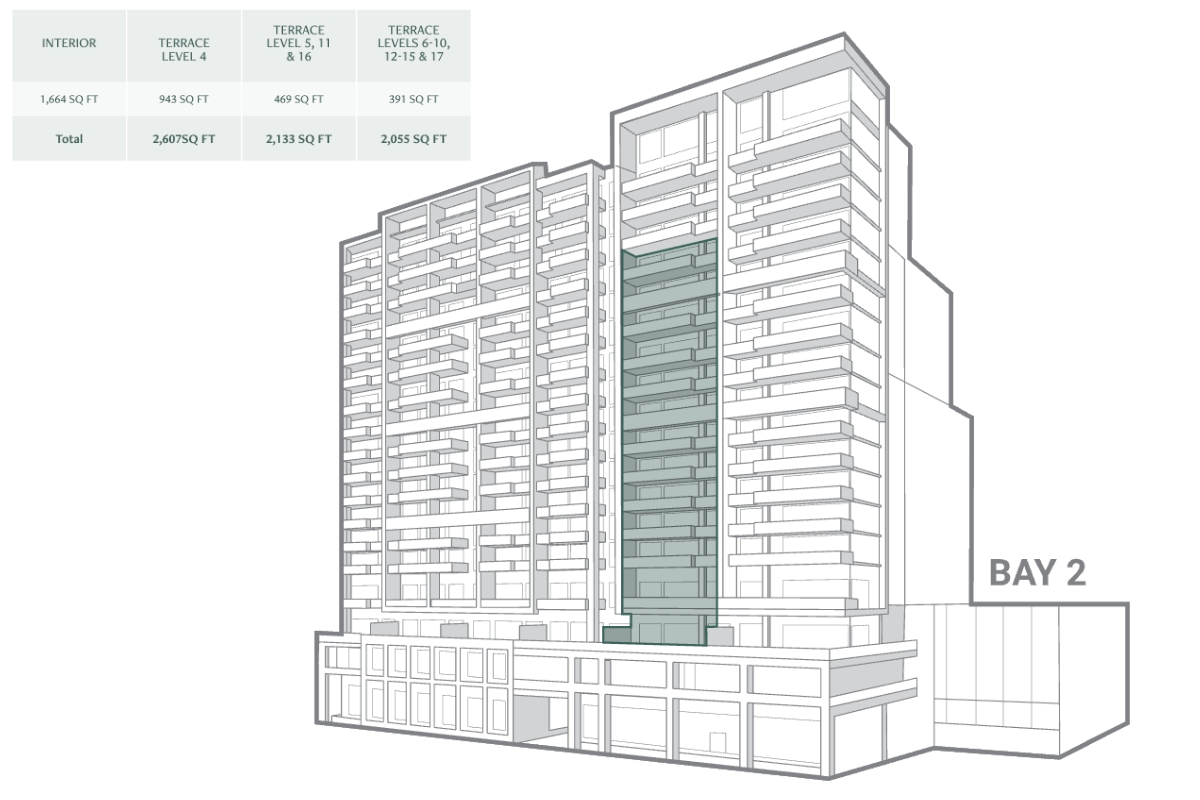 INTERIOR
TERRACE
LEVEL 4
TERRACE
LEVEL 5, 11
& 16
TERRACE
LEVELS 6-10,
12-15 & 17
1,664 SQ FT
943 SQ FT
469 SQ FT
391 SQ FT
Total
2,607SQ FT
2,133 SQ FT
2,055 SQ FT
BAY 2